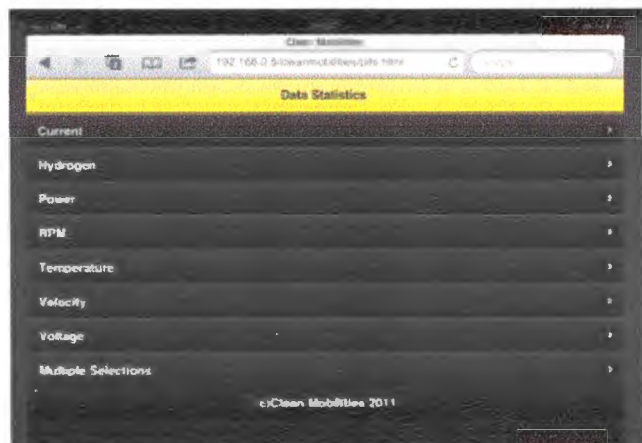 Clean Mobilities
Data Statistics
Current
Hydrogen
Power
RPM
Temperature
Velocity
Voltage
Multiple Selections
(c)Clean Mobilities 2011